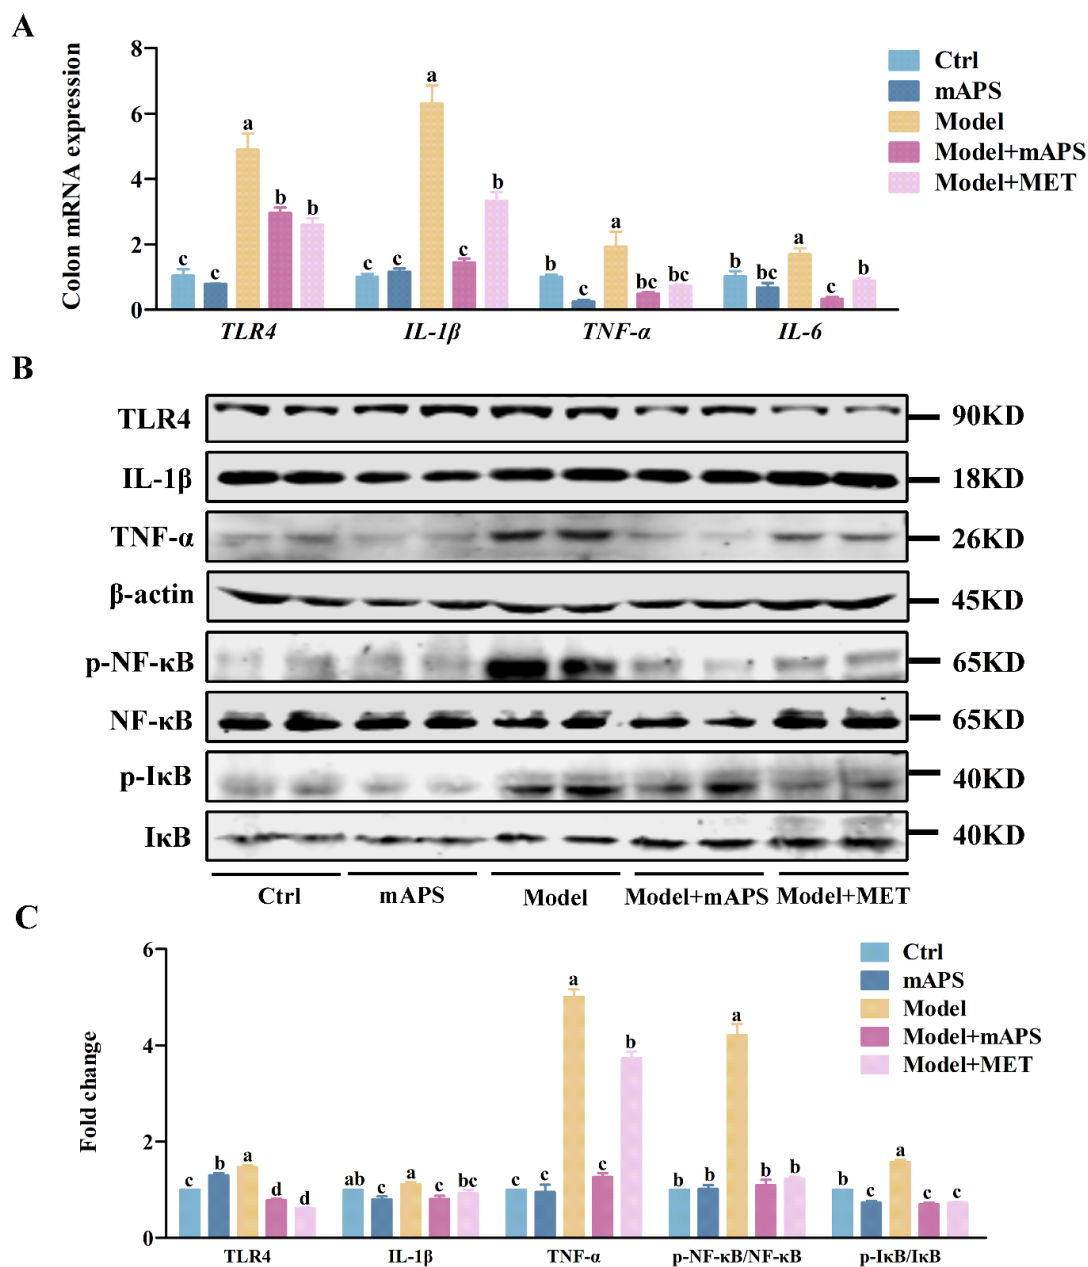 A
Colon mRNA expression
8
6
4
2
0
c c a b b
c c a c b
b c a bc bc
b bc a c b
TLR4 IL-1β TNF-α IL-6
Ctrl
mAPS
Model
Model+mAPS
Model+MET
B
TLR4 90KD
IL-1β 18KD
TNF-α 26KD
β-actin 45KD
p-NF-κB 65KD
NF-κB 65KD
p-IκB 40KD
IκB 40KD
Ctrl mAPS Model Model+mAPS Model+MET
C
Fold change
6
4
2
0
c b a d d
ab c a c bc
c c a c b
b b a b b
b c a c c
TLR4 IL-1β TNF-α p-NF-κB/NF-κB p-IκB/IκB
Ctrl
mAPS
Model
Model+mAPS
Model+MET